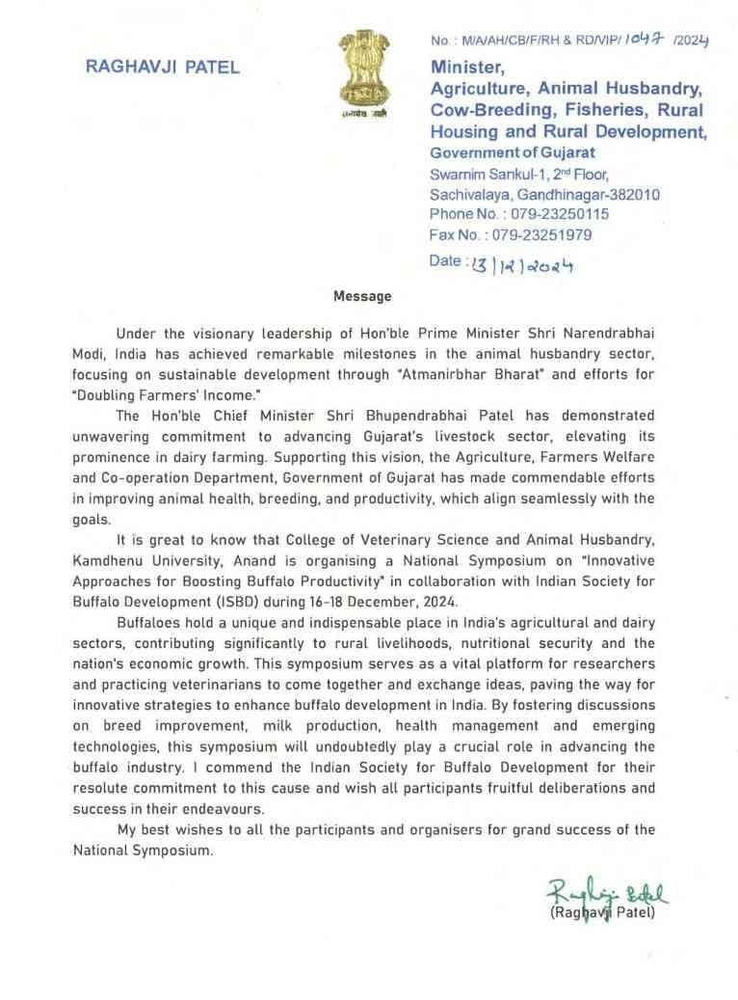 No. : M/A/AH/CB/F/RH & RD/VIP/ 1047 /2024
RAGHAVJI PATEL
Minister,
Agriculture, Animal Husbandry,
Cow-Breeding, Fisheries, Rural
Housing and Rural Development,
Government of Gujarat
Swarnim Sankul-1, 2nd Floor,
Sachivalaya, Gandhinagar-382010
Phone No. : 079-23250115
Fax No. : 079-23251979
Date : 13/12/2024
सत्यमेव जयते
Message
Under the visionary leadership of Hon'ble Prime Minister Shri Narendrabhai
Modi, India has achieved remarkable milestones in the animal husbandry sector,
focusing on sustainable development through "Atmanirbhar Bharat" and efforts for
"Doubling Farmers' Income."
The Hon'ble Chief Minister Shri Bhupendrabhai Patel has demonstrated
unwavering commitment to advancing Gujarat's livestock sector, elevating its
prominence in dairy farming. Supporting this vision, the Agriculture, Farmers Welfare
and Co-operation Department, Government of Gujarat has made commendable efforts
in improving animal health, breeding, and productivity, which align seamlessly with the
goals.
It is great to know that College of Veterinary Science and Animal Husbandry,
Kamdhenu University, Anand is organising a National Symposium on "Innovative
Approaches for Boosting Buffalo Productivity" in collaboration with Indian Society for
Buffalo Development (ISBD) during 16-18 December, 2024.
Buffaloes hold a unique and indispensable place in India's agricultural and dairy
sectors, contributing significantly to rural livelihoods, nutritional security and the
nation's economic growth. This symposium serves as a vital platform for researchers
and practicing veterinarians to come together and exchange ideas, paving the way for
innovative strategies to enhance buffalo development in India. By fostering discussions
on breed improvement, milk production, health management and emerging
technologies, this symposium will undoubtedly play a crucial role in advancing the
buffalo industry. I commend the Indian Society for Buffalo Development for their
resolute commitment to this cause and wish all participants fruitful deliberations and
success in their endeavours.
My best wishes to all the participants and organisers for grand success of the
National Symposium.
Raghavji Patel
(Raghavji Patel)